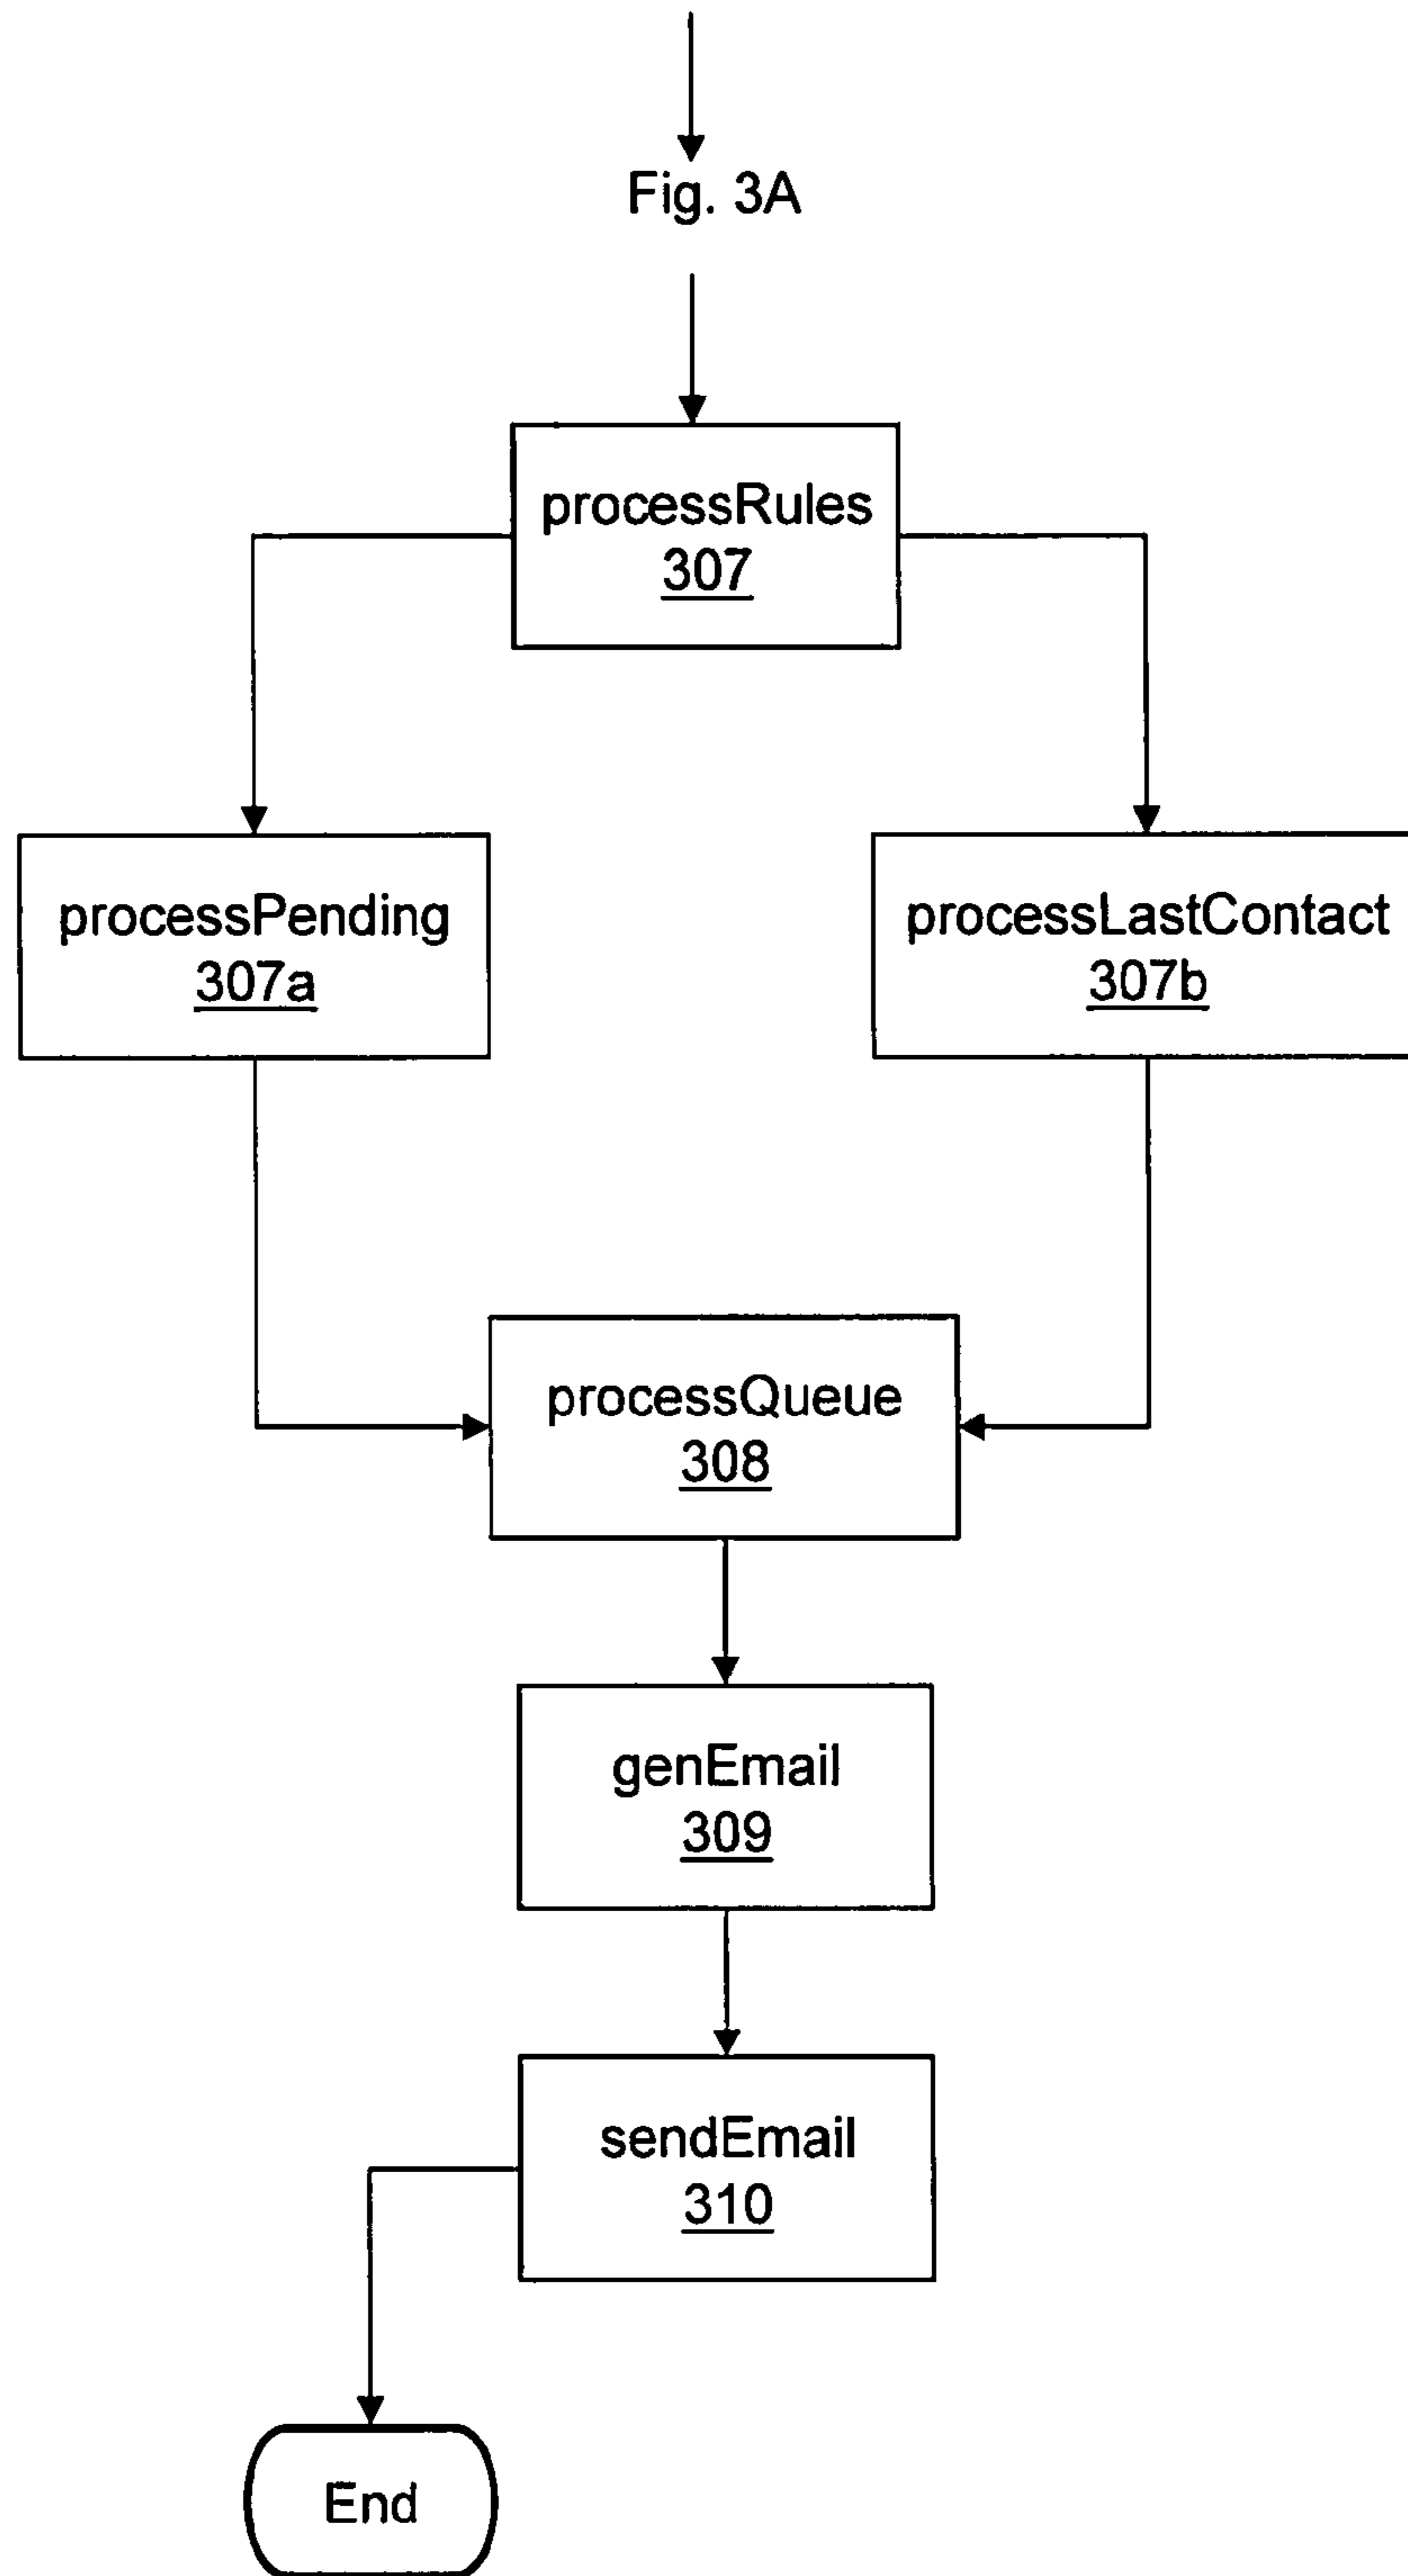 Fig. 3A
processRules
307
processPending
307a
processLastContact
307b
processQueue
308
genEmail
309
sendEmail
310
End